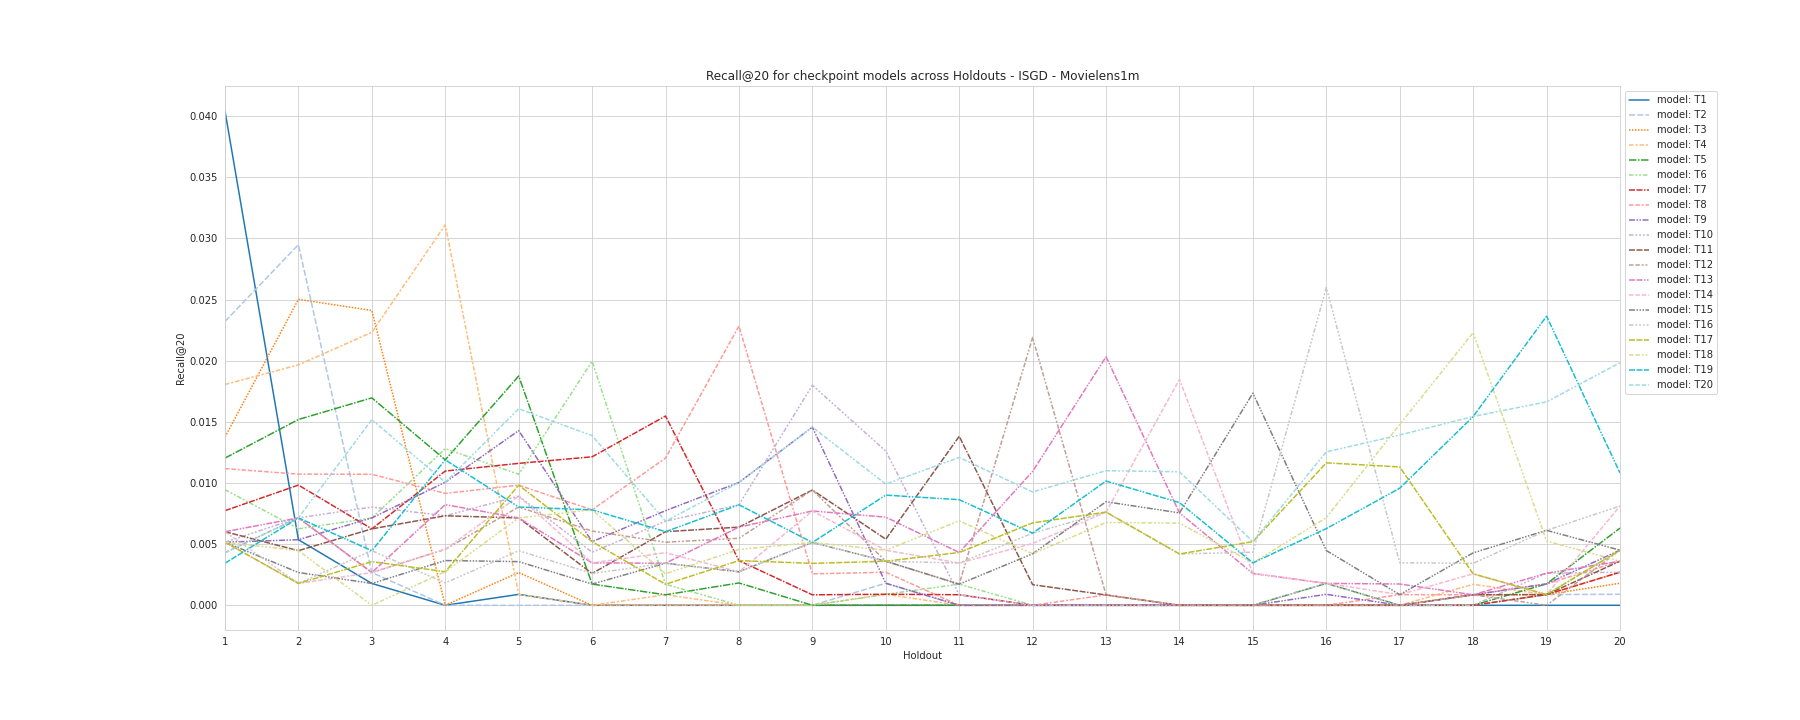 Recall@20 for checkpoint models across Holdouts - ISGD - Movielens1m
0.040
0.035
0.030
0.025
0.020
0.015
0.010
0.005
0.000
Recall@20
1 2 3 4 5 6 7 8 9 10 11 12 13 14 15 16 17 18 19 20
Holdout
model: T1
model: T2
model: T3
model: T4
model: T5
model: T6
model: T7
model: T8
model: T9
model: T10
model: T11
model: T12
model: T13
model: T14
model: T15
model: T16
model: T17
model: T18
model: T19
model: T20